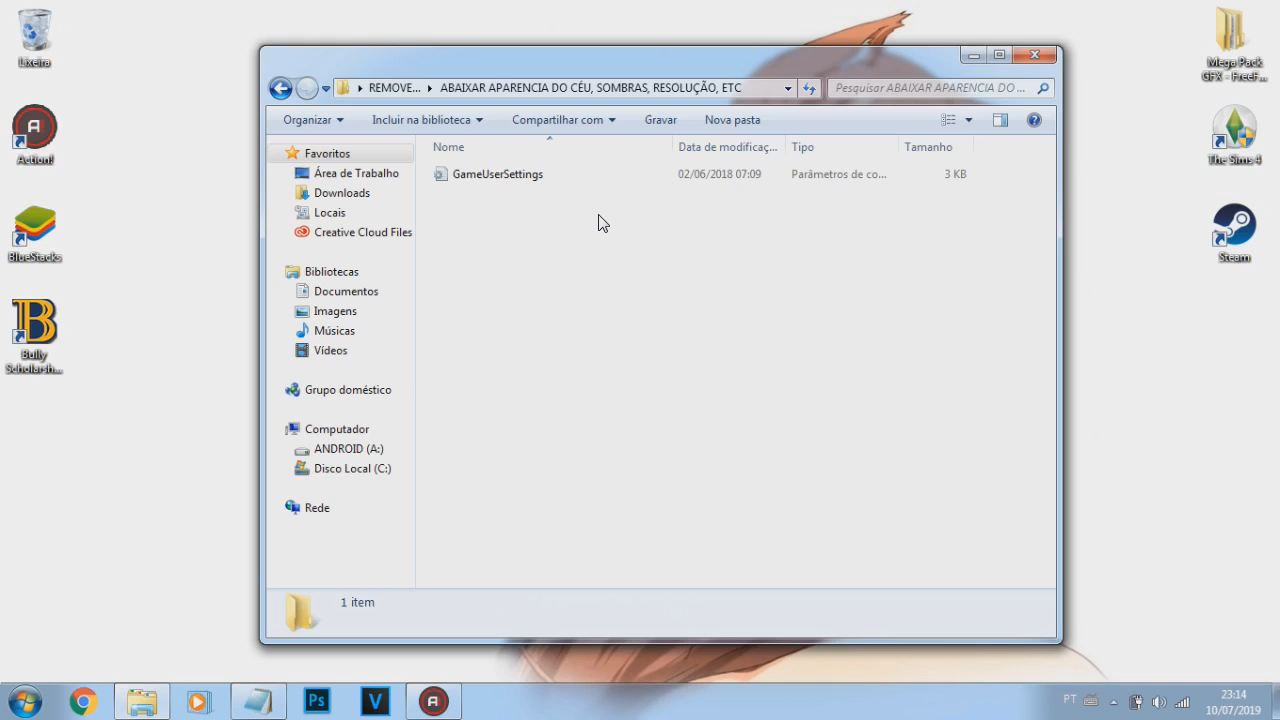 Lixeira
Action!
BlueStacks
Bully
Scholarsh...
Mega Pack
GFX - FreeF...
The Sims 4
Steam
REMOVE...
ABAIXAR APARENCIA DO CÉU, SOMBRAS, RESOLUÇÃO, ETC
Pesquisar ABAIXAR APARENCIA DO ...
Organizar
Incluir na biblioteca
Compartilhar com
Gravar
Nova pasta
Favoritos
Área de Trabalho
Downloads
Locais
Creative Cloud Files
Bibliotecas
Documentos
Imagens
Músicas
Vídeos
Grupo doméstico
Computador
ANDROID (A:)
Disco Local (C:)
Rede
Nome Data de modificaç... Tipo Tamanho
GameUserSettings 02/06/2018 07:09 Parâmetros de co... 3 KB
1 item
Ps
V
PT
23:14
10/07/2019